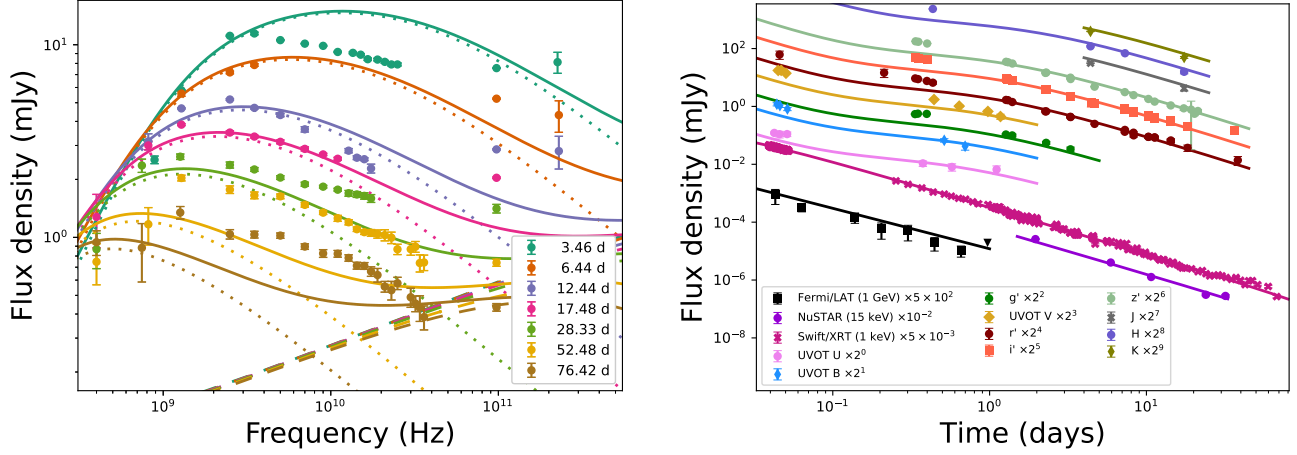 Flux density (mJy)
10¹
10⁰
10⁹
10¹⁰
10¹¹
Frequency (Hz)
3.46 d
6.44 d
12.44 d
17.48 d
28.33 d
52.48 d
76.42 d
Flux density (mJy)
10²
10⁰
10⁻²
10⁻⁴
10⁻⁶
10⁻⁸
Fermi/LAT (1 GeV) ×5 × 10²
NuSTAR (15 keV) ×10⁻²
Swift/XRT (1 keV) ×5 × 10⁻³
UVOT U ×2⁰
UVOT B ×2¹
g' ×2²
UVOT V ×2³
r' ×2⁴
i' ×2⁵
z' ×2⁶
J ×2⁷
H ×2⁸
K ×2⁹
10⁻¹
10⁰
10¹
Time (days)